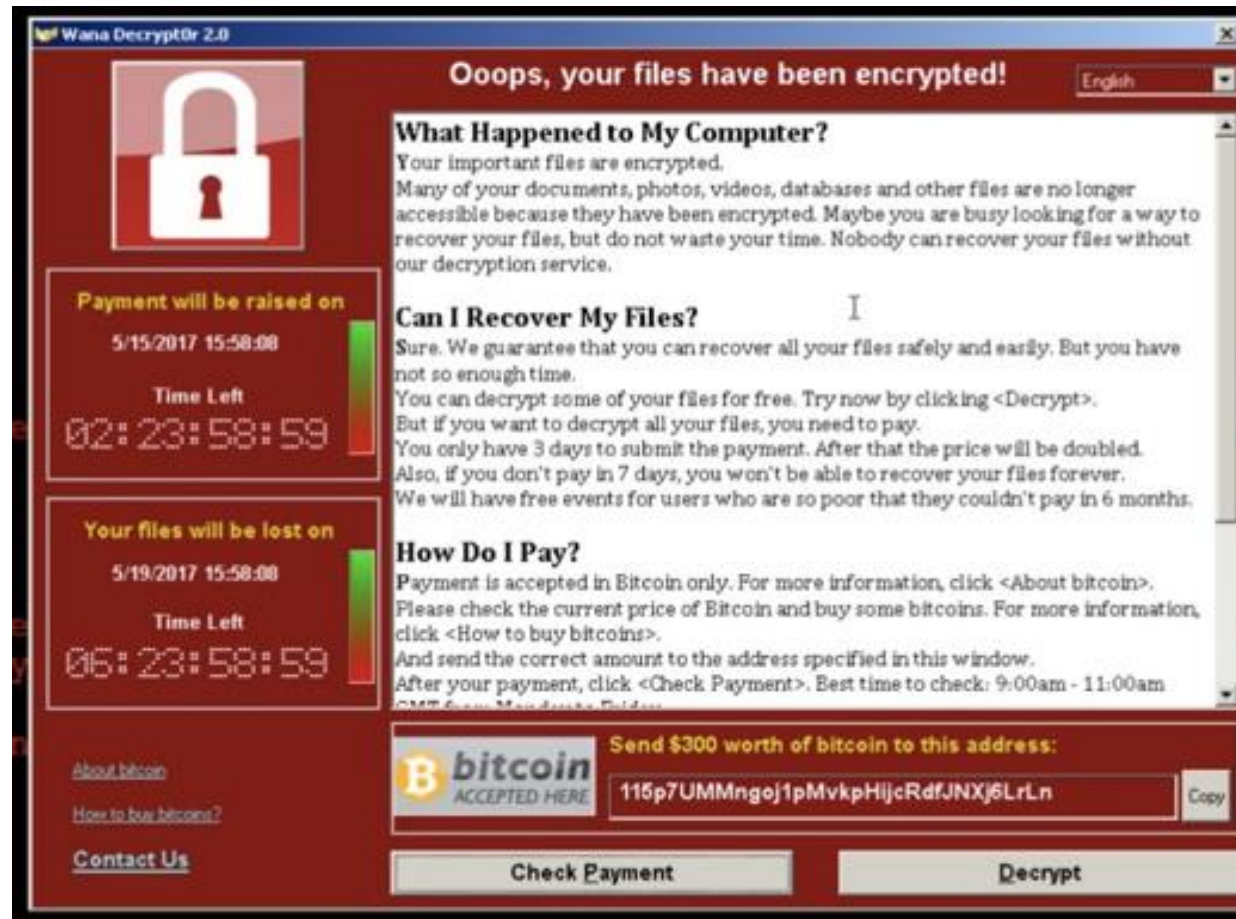 Wana Decrypt0r 2.0
Ooops, your files have been encrypted!
English
What Happened to My Computer?
Your important files are encrypted.
Many of your documents, photos, videos, databases and other files are no longer
accessible because they have been encrypted. Maybe you are busy looking for a way to
recover your files, but do not waste your time. Nobody can recover your files without
our decryption service.
Can I Recover My Files?
Sure. We guarantee that you can recover all your files safely and easily. But you have
not so enough time.
You can decrypt some of your files for free. Try now by clicking <Decrypt>.
But if you want to decrypt all your files, you need to pay.
You only have 3 days to submit the payment. After that the price will be doubled.
Also, if you don't pay in 7 days, you won't be able to recover your files forever.
We will have free events for users who are so poor that they couldn't pay in 6 months.
How Do I Pay?
Payment is accepted in Bitcoin only. For more information, click <About bitcoin>.
Please check the current price of Bitcoin and buy some bitcoins. For more information,
click <How to buy bitcoins>.
And send the correct amount to the address specified in this window.
After your payment, click <Check Payment>. Best time to check: 9:00am - 11:00am
GMT from Monday to Friday
Payment will be raised on
5/15/2017 15:58:08
Time Left
02:23:58:59
Your files will be lost on
5/19/2017 15:58:08
Time Left
06:23:58:59
About bitcoin
How to buy bitcoins?
Contact Us
bitcoin
ACCEPTED HERE
Send $300 worth of bitcoin to this address:
115p7UMMngoj1pMvkpHijcRdfJNXj6LrLn
Copy
Check Payment
Decrypt